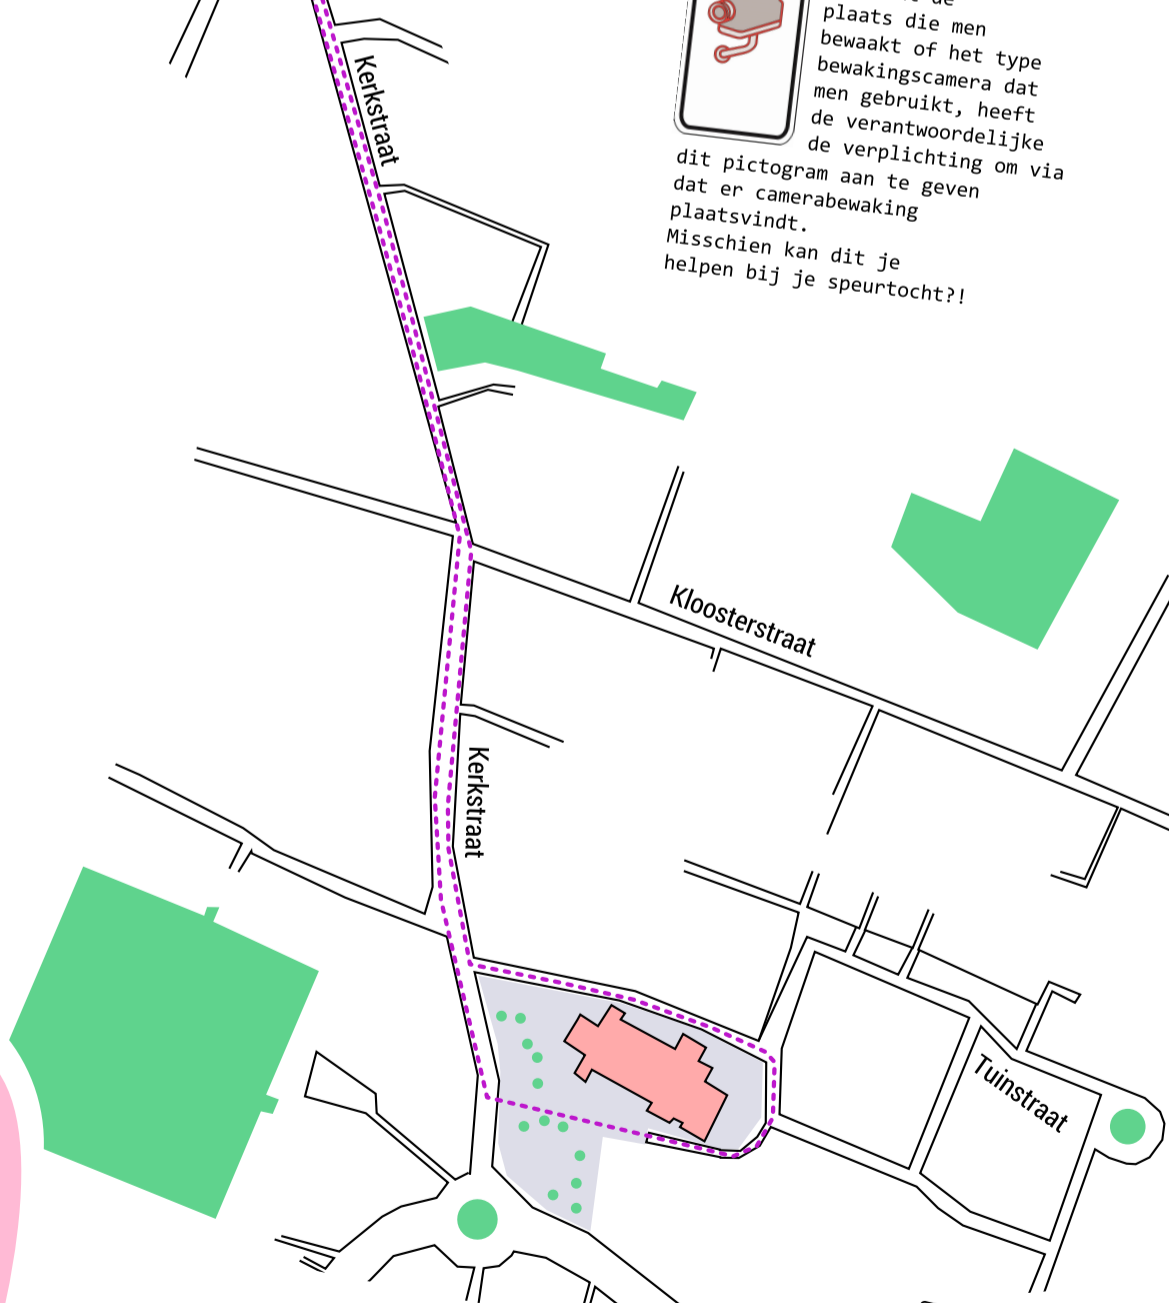 plaats die men
bewaakt of het type
bewakingscamera dat
men gebruikt, heeft
de verantwoordelijke
de verplichting om via
dit pictogram aan te geven
dat er camerabewaking
plaatsvindt.
Misschien kan dit je
helpen bij je speurtocht?!
Kerkstraat
Kloosterstraat
Kerkstraat
Tuinstraat